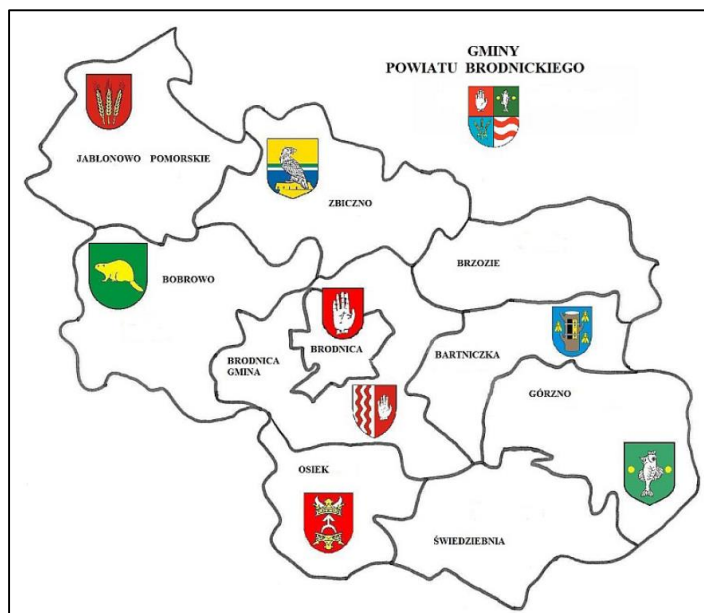 GMINY
POWIATU BRODNICKIEGO
JABŁONOWO POMORSKIE
ZBICZNO
BOBROWO
BRZOZIE
BRODNICA
GMINA
BRODNICA
BARTNICZKA
GÓRZNO
OSIEK
ŚWIEDZIEBNIA